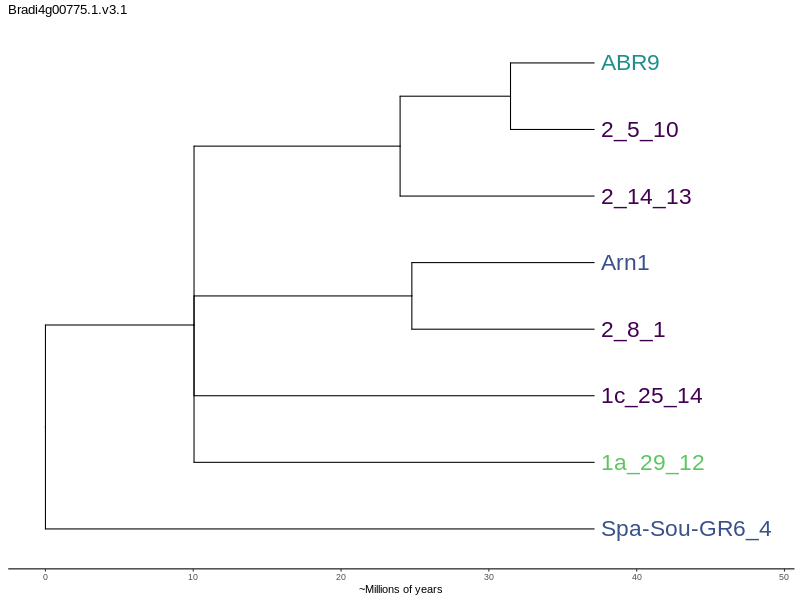 Bradi4g00775.1.v3.1
ABR9
2_5_10
2_14_13
Arn1
2_8_1
1c_25_14
1a_29_12
Spa-Sou-GR6_4
0 10 20 30 40 50
~Millions of years